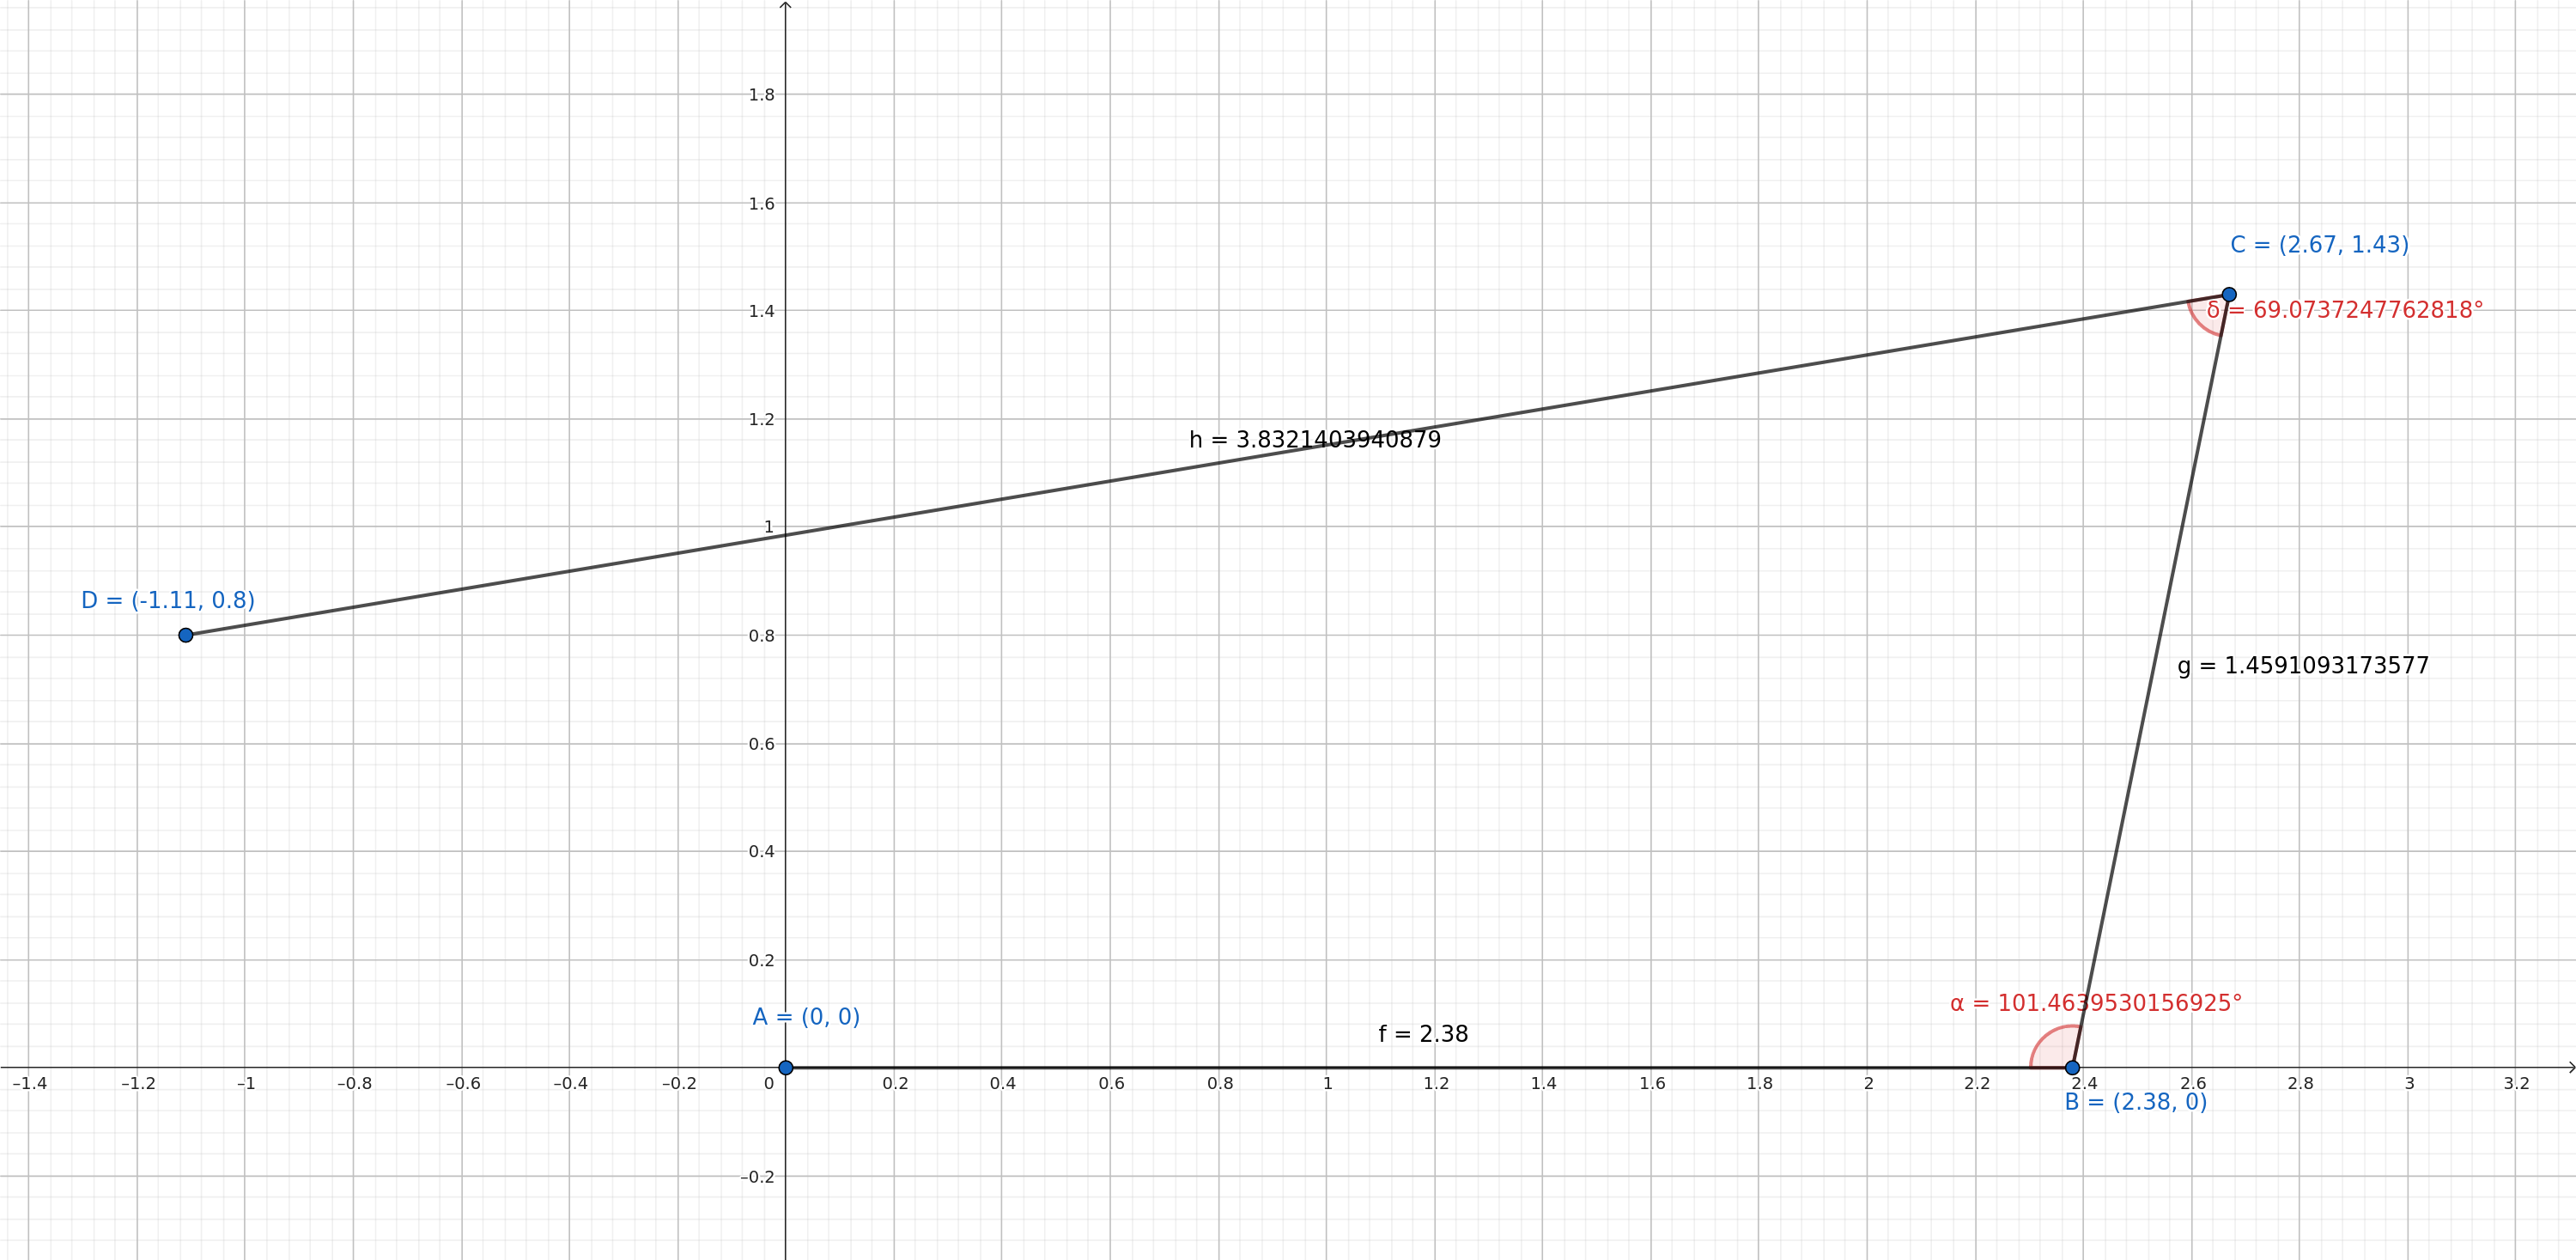 1.8
1.6
C = (2.67, 1.43)
1.4
δ = 69.0737247762818°
1.2
h = 3.8321403940879
1
D = (-1.11, 0.8)
0.8
g = 1.4591093173577
0.6
0.4
0.2
α = 101.4639530156925°
A = (0, 0)
f = 2.38
–1.4 –1.2 –1 –0.8 –0.6 –0.4 –0.2 0 0.2 0.4 0.6 0.8 1 1.2 1.4 1.6 1.8 2 2.2 2.4 2.6 2.8 3 3.2
B = (2.38, 0)
–0.2